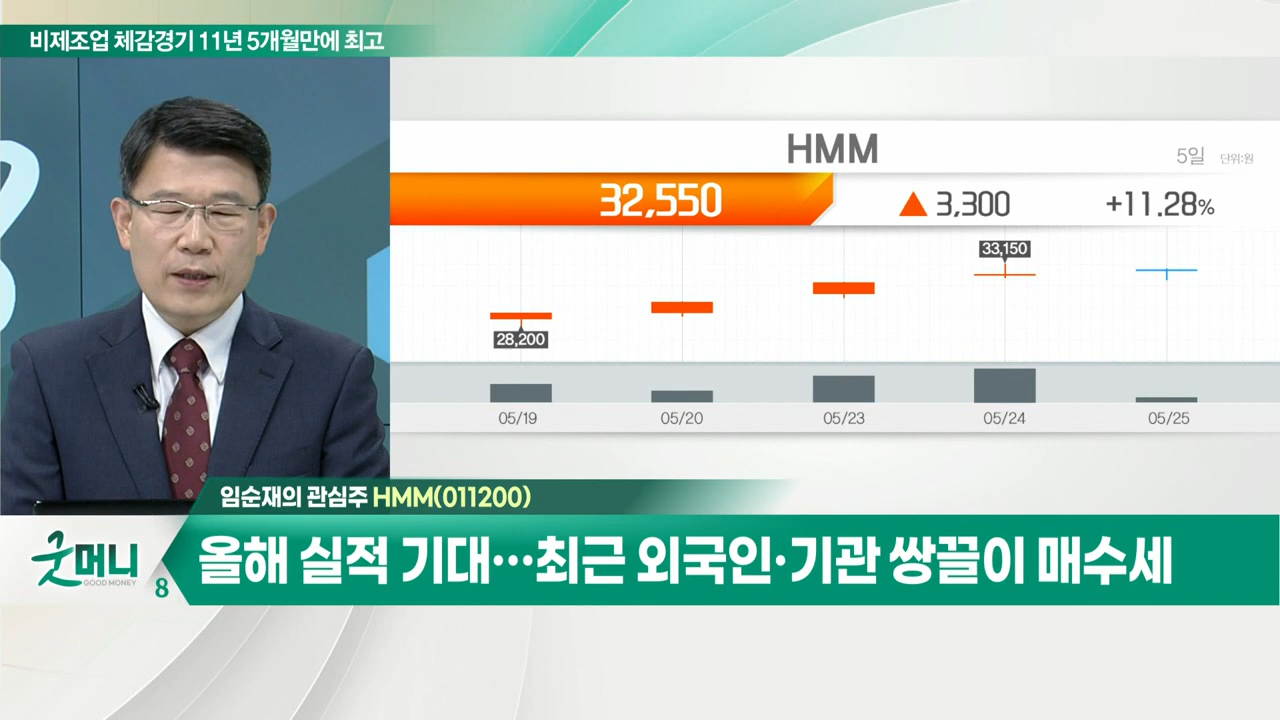 비제조업 체감경기 11년 5개월만에 최고
HMM
5일 단위:원
32,550 ▲ 3,300 +11.28%
33,150
28,200
05/19 05/20 05/23 05/24 05/25
임순재의 관심주 HMM(011200)
굿머니
GOOD MONEY
8
올해 실적 기대…최근 외국인·기관 쌍끌이 매수세